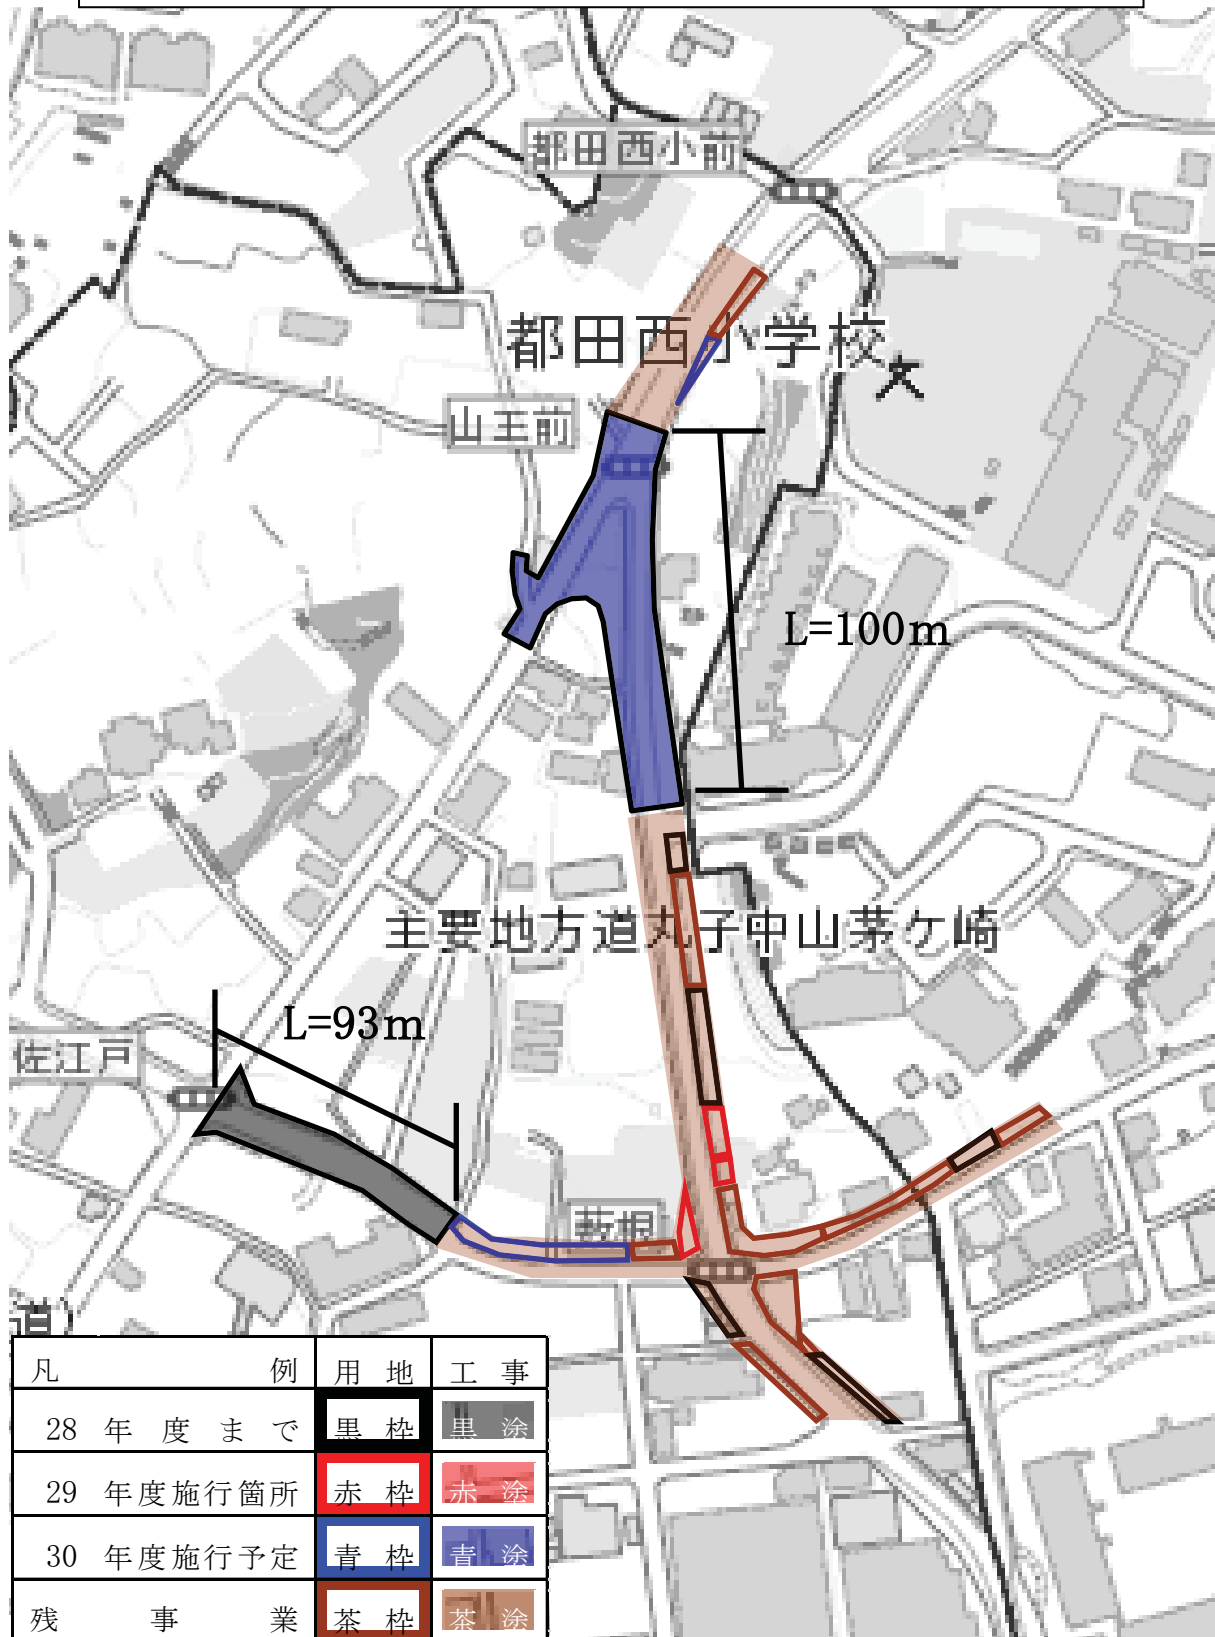 都田西小前
都田西小学校
文
山王前
L=100m
主要地方道丸子中山茅ケ崎
L=93m
佐江戸
薮根
道)
凡例 用地 工事
28 年度まで 黒枠 黒塗
29 年度施行箇所 赤枠 赤塗
30 年度施行予定 青枠 青塗
残事業 茶枠 茶塗